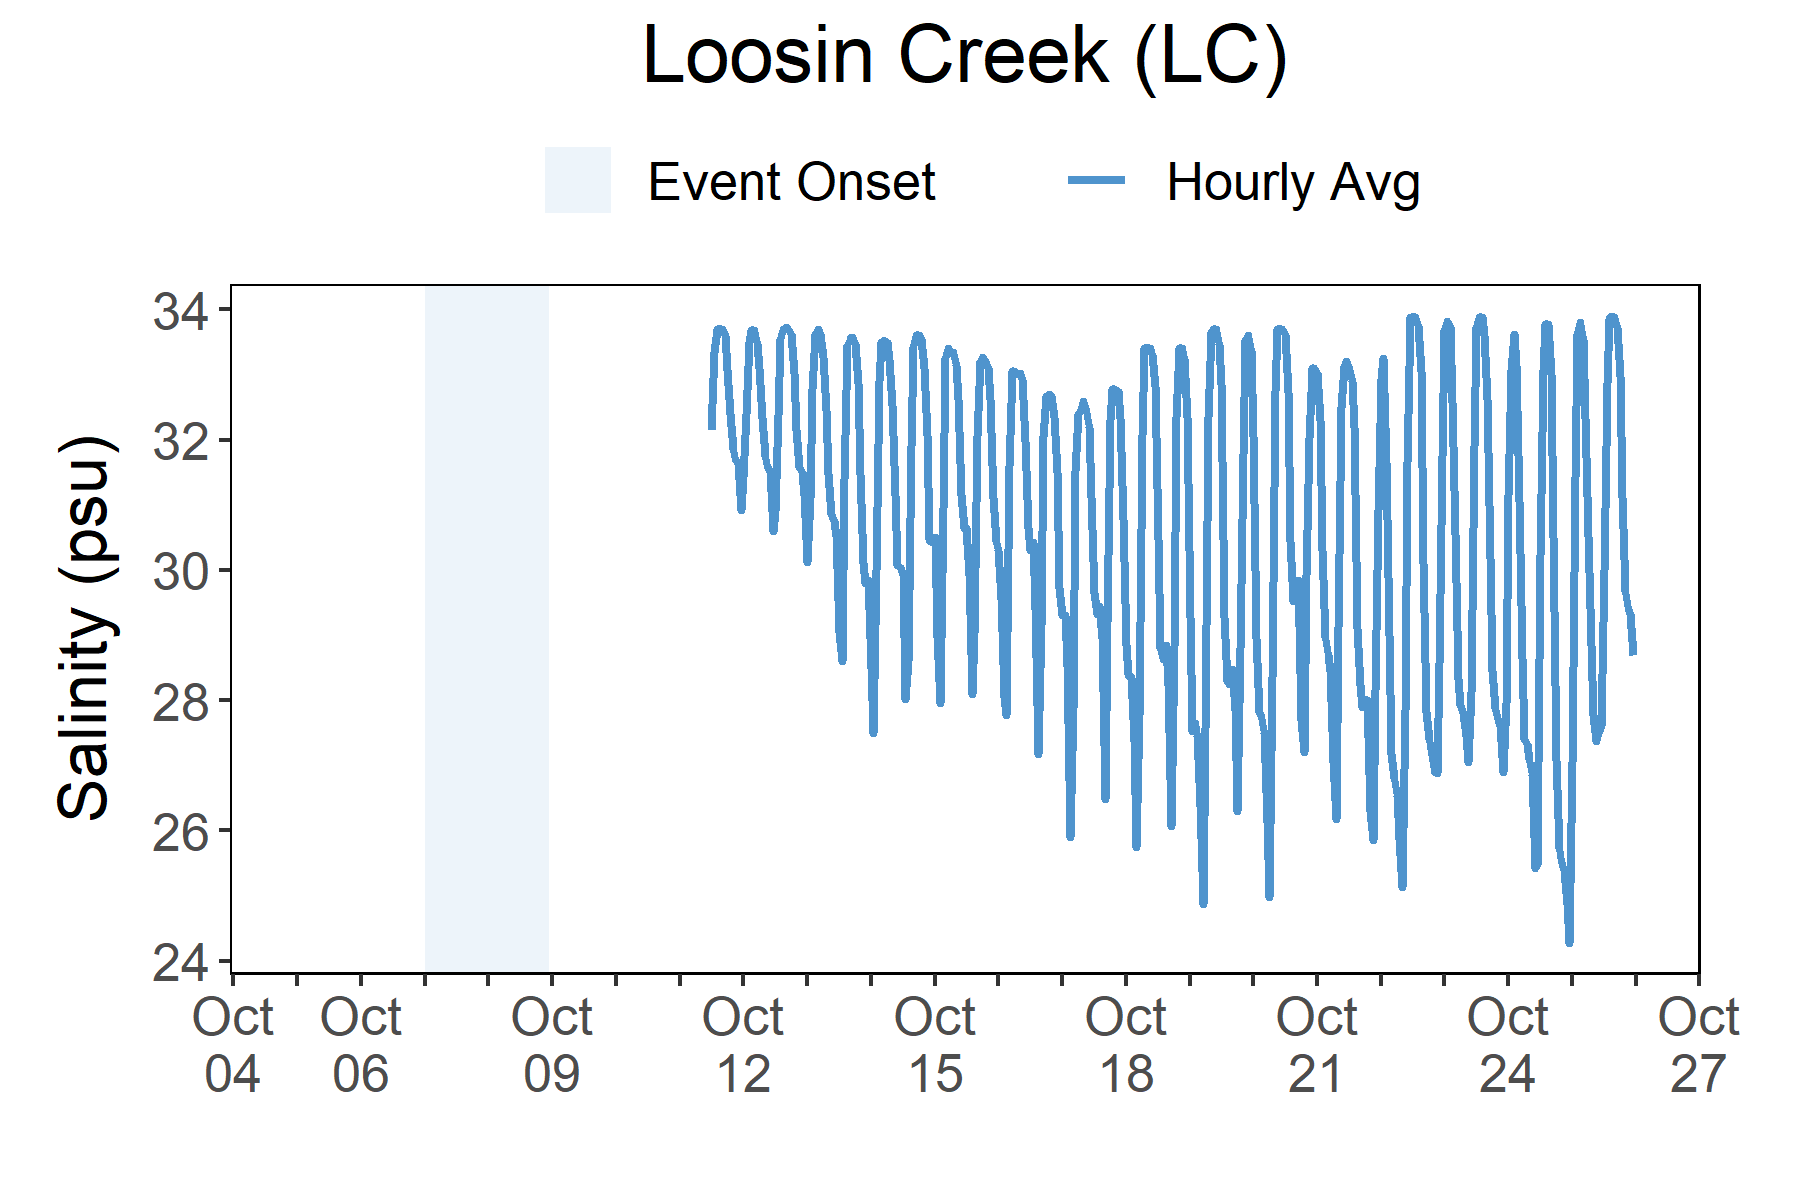 Loosin Creek (LC)
Event Onset Hourly Avg
Salinity (psu)
34
32
30
28
26
24
Oct Oct Oct Oct Oct Oct Oct Oct Oct
04 06 09 12 15 18 21 24 27